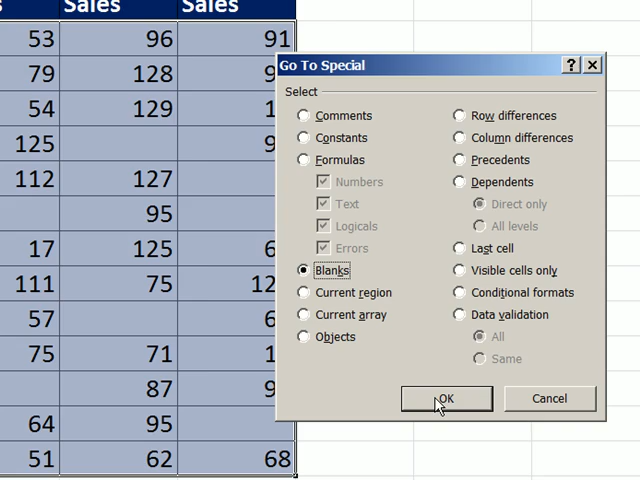 s Sales Sales
53 96 91
79 128 9
54 129 1
125 9
112 127
95
17 125 6
111 75 12
57 6
75 71 1
87 9
64 95
51 62 68
Go To Special
Select
Comments Row differences
Constants Column differences
Formulas Precedents
Numbers Dependents
Text Direct only
Logicals All levels
Errors Last cell
Blanks Visible cells only
Current region Conditional formats
Current array Data validation
Objects All
Same
OK Cancel